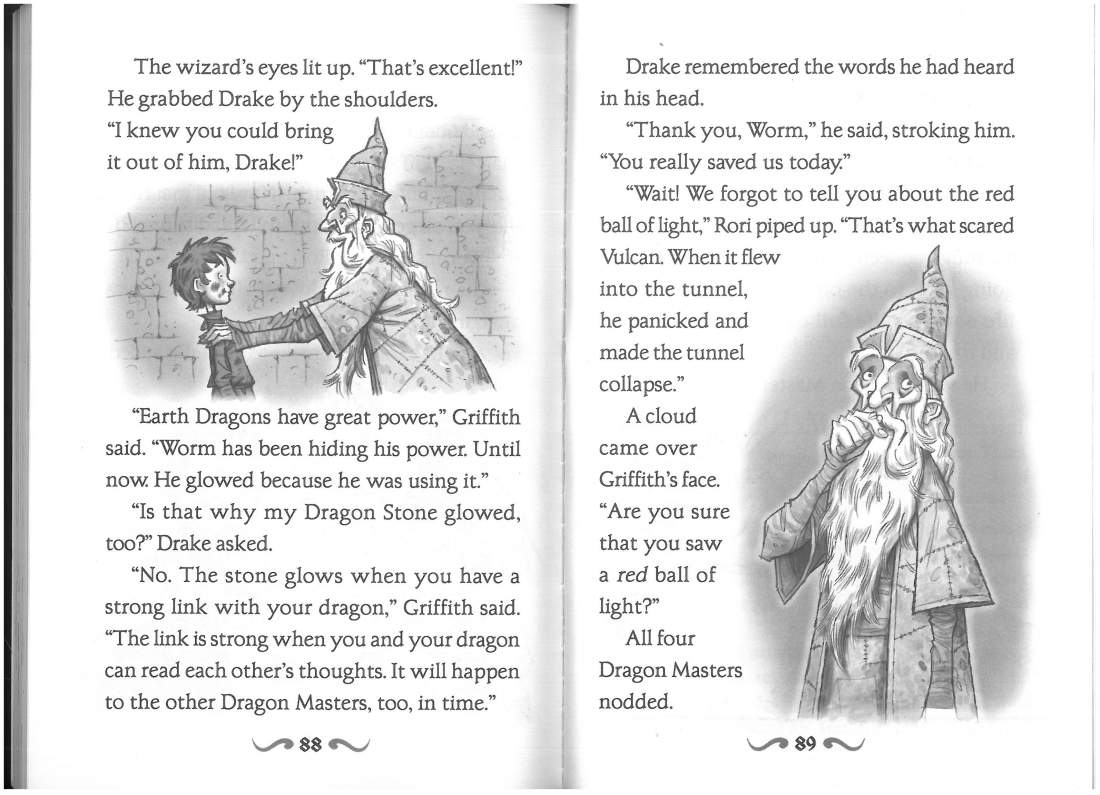 The wizard's eyes lit up. “That's excellent!”
He grabbed Drake by the shoulders.
“I knew you could bring
it out of him, Drake!”
“Earth Dragons have great power,” Griffith
said. “Worm has been hiding his power. Until
now. He glowed because he was using it.”
“Is that why my Dragon Stone glowed,
too?” Drake asked.
“No. The stone glows when you have a
strong link with your dragon,” Griffith said.
“The link is strong when you and your dragon
can read each other's thoughts. It will happen
to the other Dragon Masters, too, in time.”
88
Drake remembered the words he had heard
in his head.
“Thank you, Worm,” he said, stroking him.
“You really saved us today.”
“Wait! We forgot to tell you about the red
ball of light,” Rori piped up. “That's what scared
Vulcan. When it flew
into the tunnel,
he panicked and
made the tunnel
collapse.”
A cloud
came over
Griffith's face.
“Are you sure
that you saw
a red ball of
light?”
All four
Dragon Masters
nodded.
89